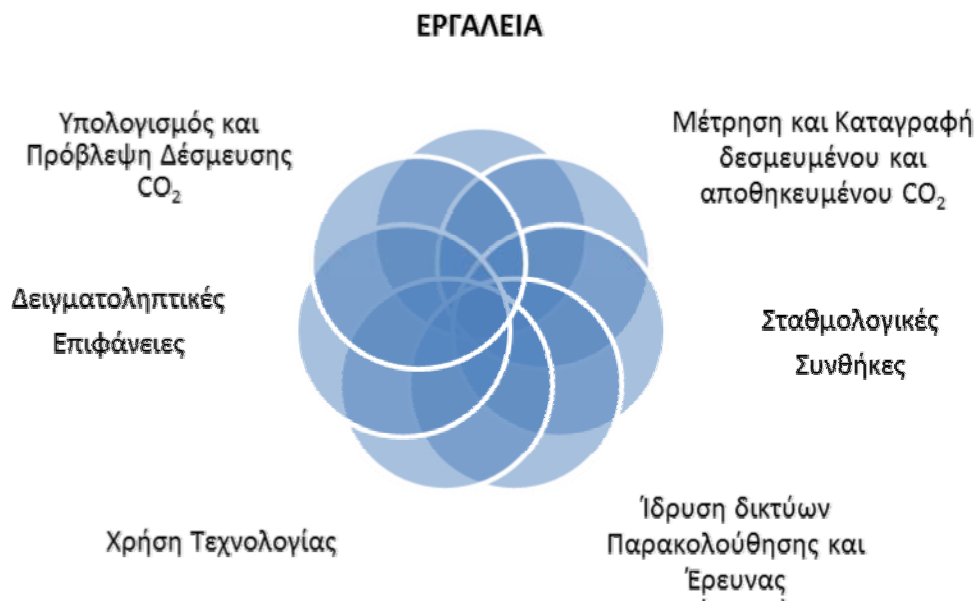 ΕΡΓΑΛΕΙΑ
Υπολογισμός και
Πρόβλεψη Δέσμευσης
CO₂
Μέτρηση και Καταγραφή
δεσμευμένου και
αποθηκευμένου CO₂
Δειγματοληπτικές
Επιφάνειες
Σταθμολογικές
Συνθήκες
Χρήση Τεχνολογίας
Ίδρυση δικτύων
Παρακολούθησης και
Έρευνας